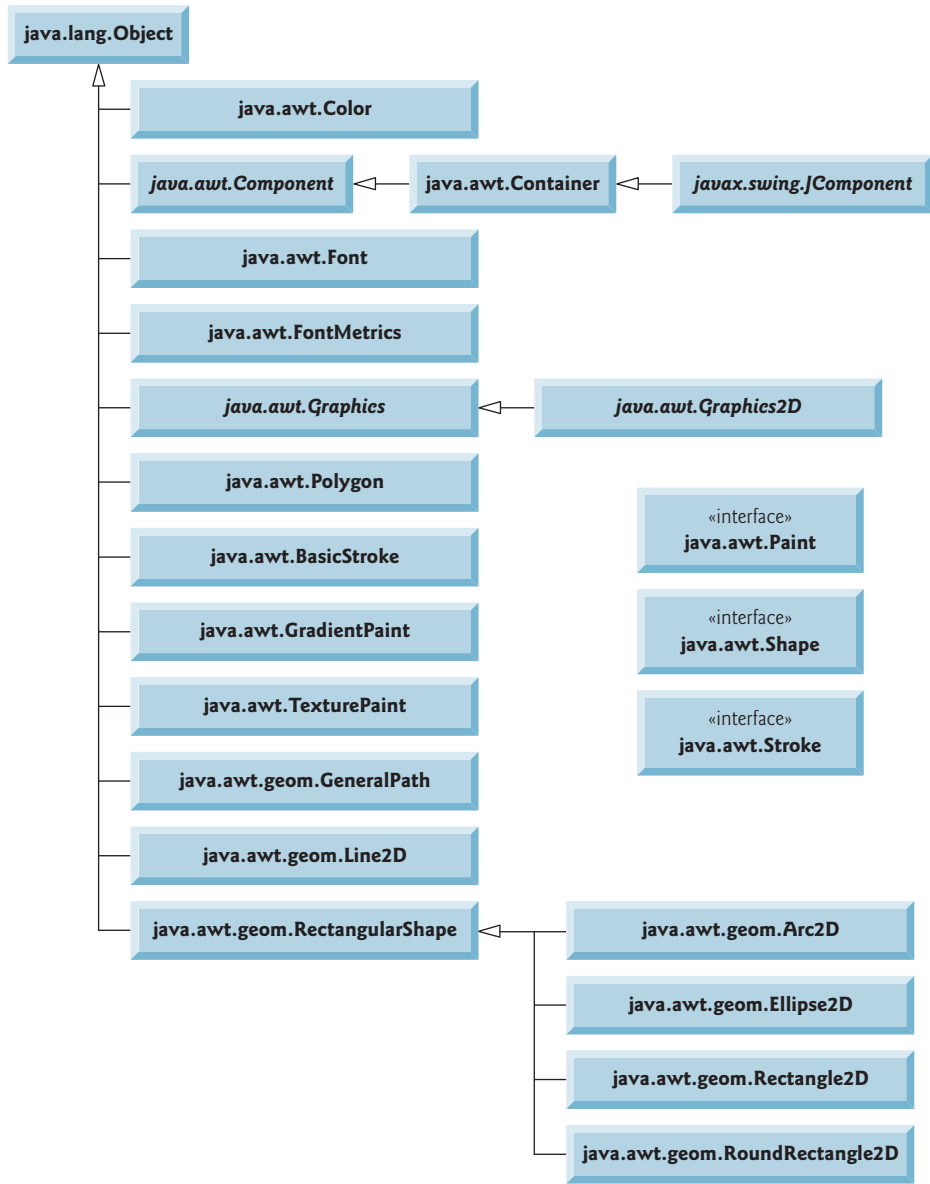 java.lang.Object
java.awt.Color
java.awt.Component
java.awt.Container
javax.swing.JComponent
java.awt.Font
java.awt.FontMetrics
java.awt.Graphics
java.awt.Graphics2D
java.awt.Polygon
«interface»
java.awt.Paint
java.awt.BasicStroke
java.awt.GradientPaint
«interface»
java.awt.Shape
java.awt.TexturePaint
«interface»
java.awt.Stroke
java.awt.geom.GeneralPath
java.awt.geom.Line2D
java.awt.geom.RectangularShape
java.awt.geom.Arc2D
java.awt.geom.Ellipse2D
java.awt.geom.Rectangle2D
java.awt.geom.RoundRectangle2D